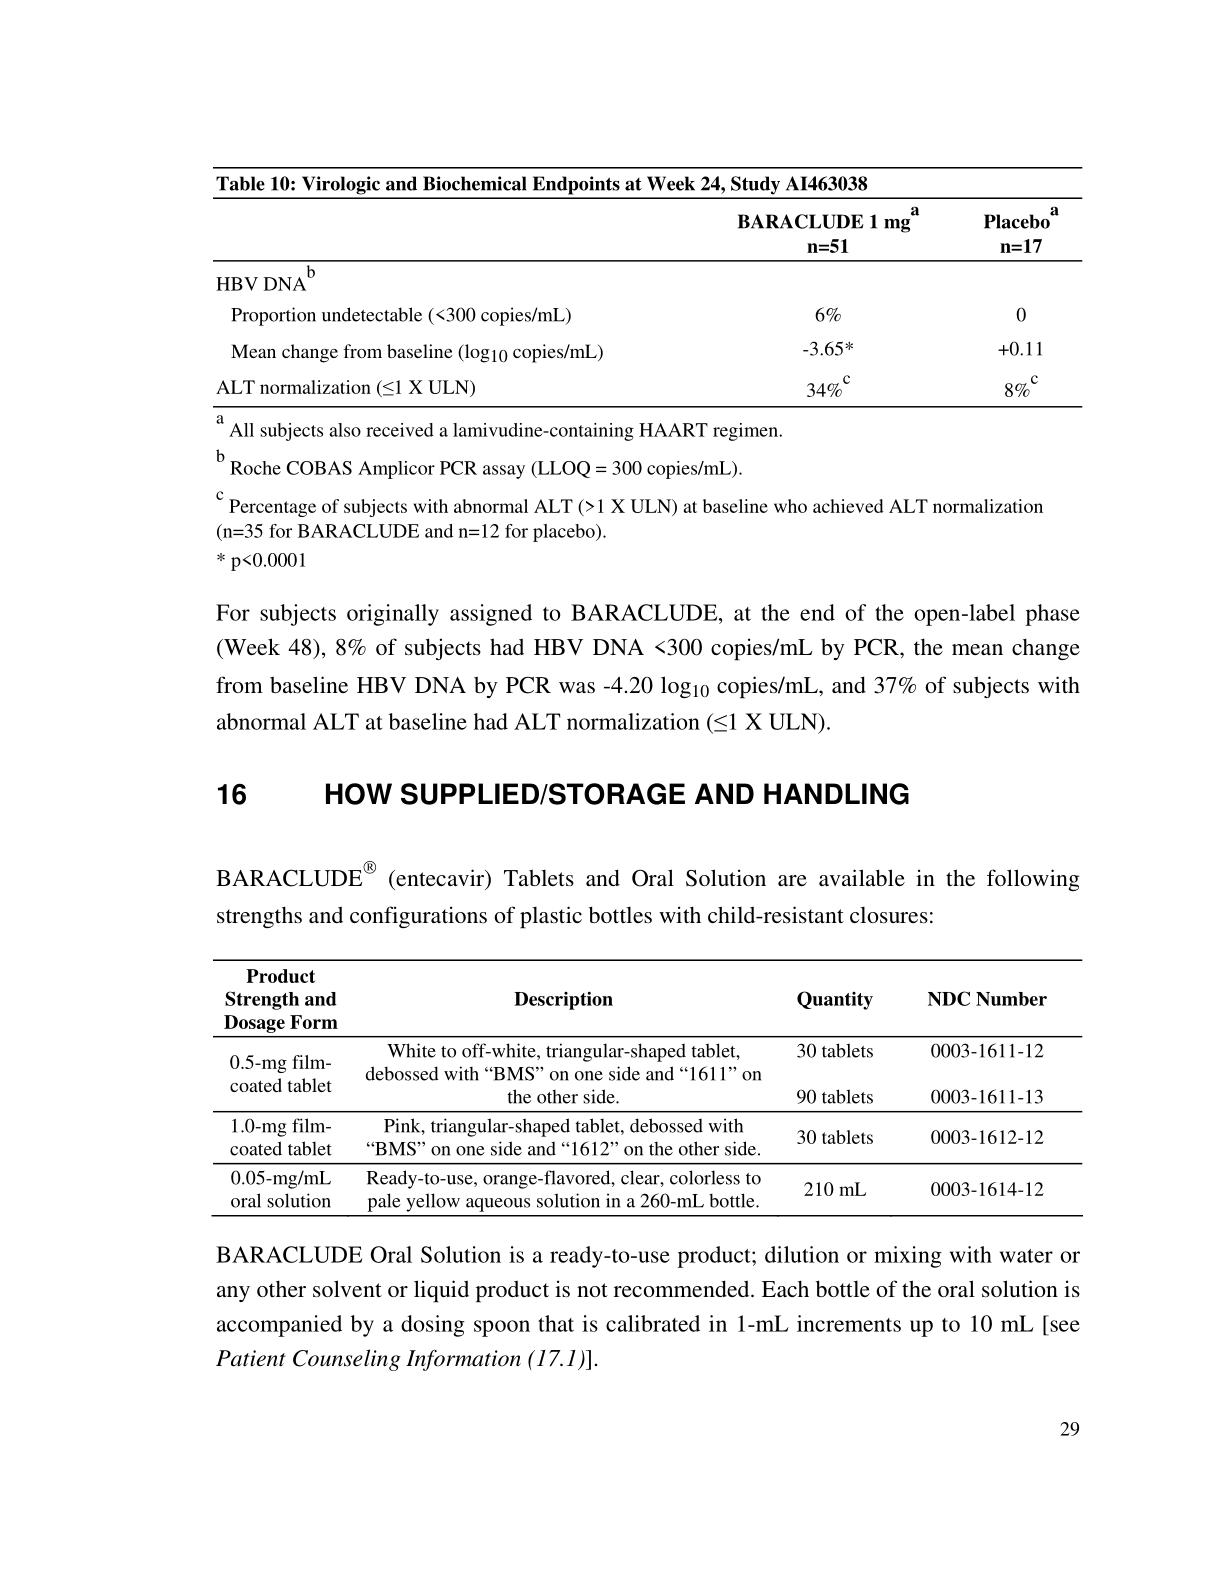 Table 10: Virologic and Biochemical Endpoints at Week 24, Study AI463038
BARACLUDE 1 mga Placeboa
n=51 n=17
HBV DNAb
Proportion undetectable (<300 copies/mL) 6% 0
Mean change from baseline (log10 copies/mL) -3.65* +0.11
ALT normalization (≤1 X ULN) 34%c 8%c
a All subjects also received a lamivudine-containing HAART regimen.
b Roche COBAS Amplicor PCR assay (LLOQ = 300 copies/mL).
c Percentage of subjects with abnormal ALT (>1 X ULN) at baseline who achieved ALT normalization
(n=35 for BARACLUDE and n=12 for placebo).
* p<0.0001
For subjects originally assigned to BARACLUDE, at the end of the open-label phase
(Week 48), 8% of subjects had HBV DNA <300 copies/mL by PCR, the mean change
from baseline HBV DNA by PCR was -4.20 log10 copies/mL, and 37% of subjects with
abnormal ALT at baseline had ALT normalization (≤1 X ULN).
16 HOW SUPPLIED/STORAGE AND HANDLING
BARACLUDE® (entecavir) Tablets and Oral Solution are available in the following
strengths and configurations of plastic bottles with child-resistant closures:
Product
Strength and
Dosage Form
Description
Quantity
NDC Number
0.5-mg film-
coated tablet
White to off-white, triangular-shaped tablet,
debossed with “BMS” on one side and “1611” on
the other side.
30 tablets 0003-1611-12
90 tablets 0003-1611-13
1.0-mg film-
coated tablet
Pink, triangular-shaped tablet, debossed with
“BMS” on one side and “1612” on the other side.
30 tablets 0003-1612-12
0.05-mg/mL
oral solution
Ready-to-use, orange-flavored, clear, colorless to
pale yellow aqueous solution in a 260-mL bottle.
210 mL 0003-1614-12
BARACLUDE Oral Solution is a ready-to-use product; dilution or mixing with water or
any other solvent or liquid product is not recommended. Each bottle of the oral solution is
accompanied by a dosing spoon that is calibrated in 1-mL increments up to 10 mL [see
Patient Counseling Information (17.1)].
29